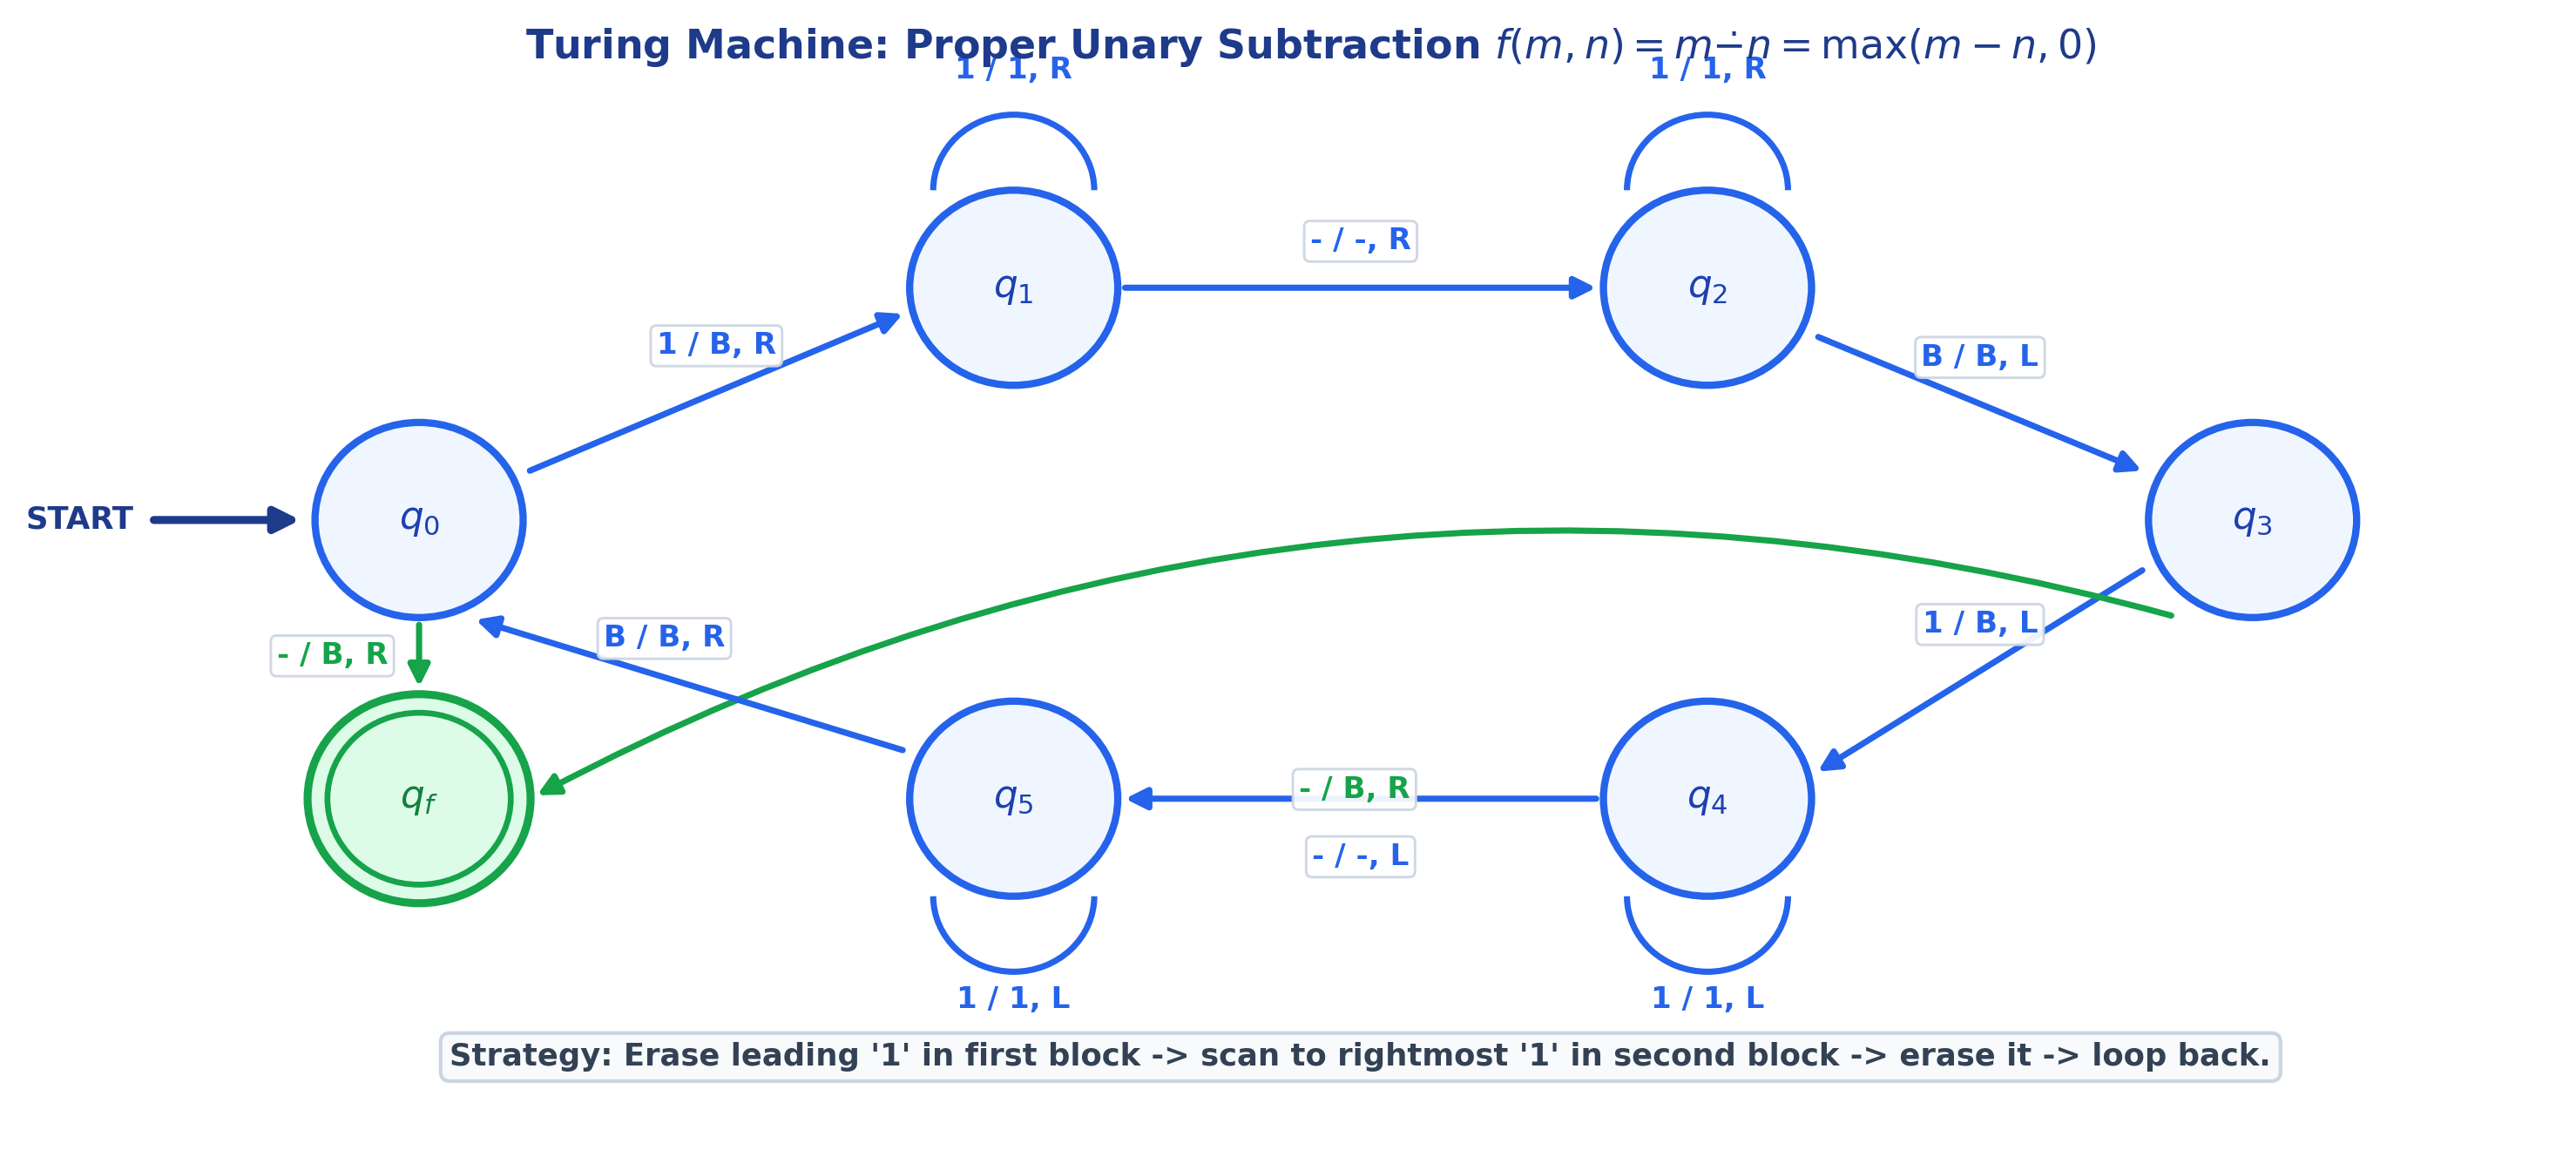 Turing Machine: Proper Unary Subtraction f(m, n) = m ∸ n = max(m − n, 0)
1 / 1, R
1 / 1, R
- / -, R
q₁
q₂
1 / B, R
B / B, L
START
q₀
q₃
- / B, R
B / B, R
1 / B, L
q_f
q₅
- / B, R
q₄
- / -, L
1 / 1, L
1 / 1, L
Strategy: Erase leading '1' in first block -> scan to rightmost '1' in second block -> erase it -> loop back.